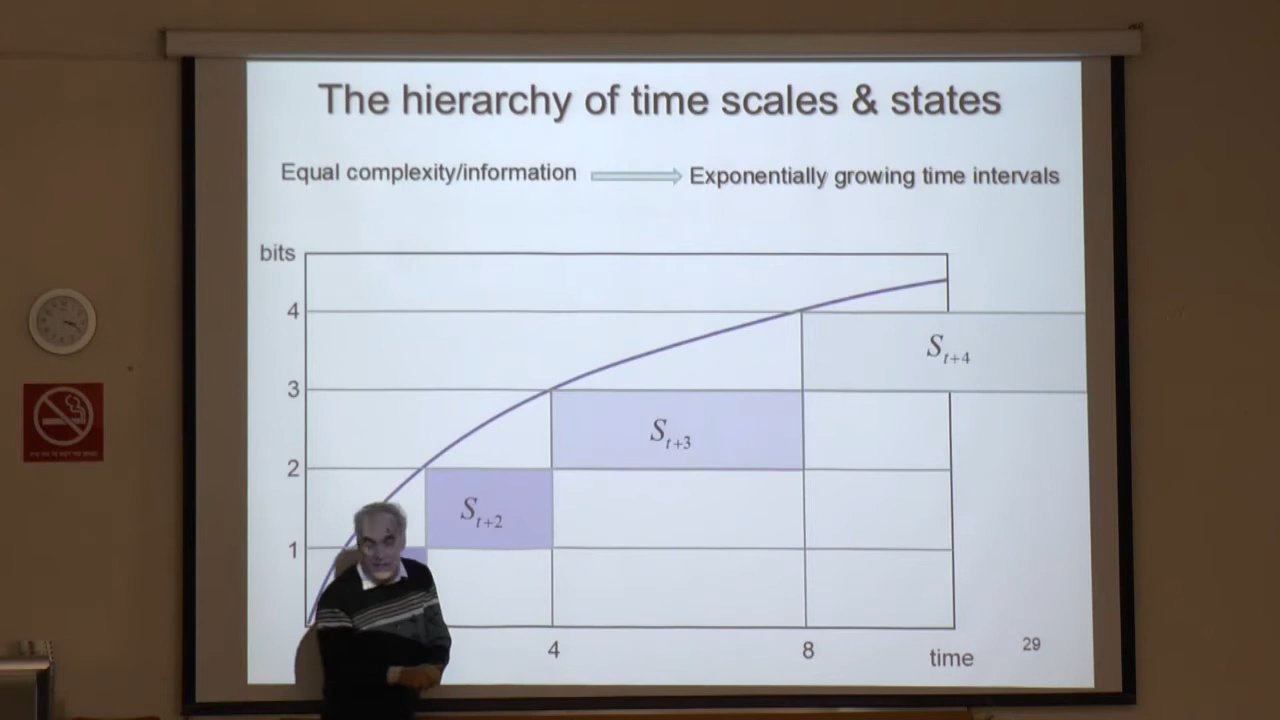 The hierarchy of time scales & states
Equal complexity/information
Exponentially growing time intervals
bits
4
S_{t+4}
3
S_{t+3}
2
S_{t+2}
1
4
8
time
29